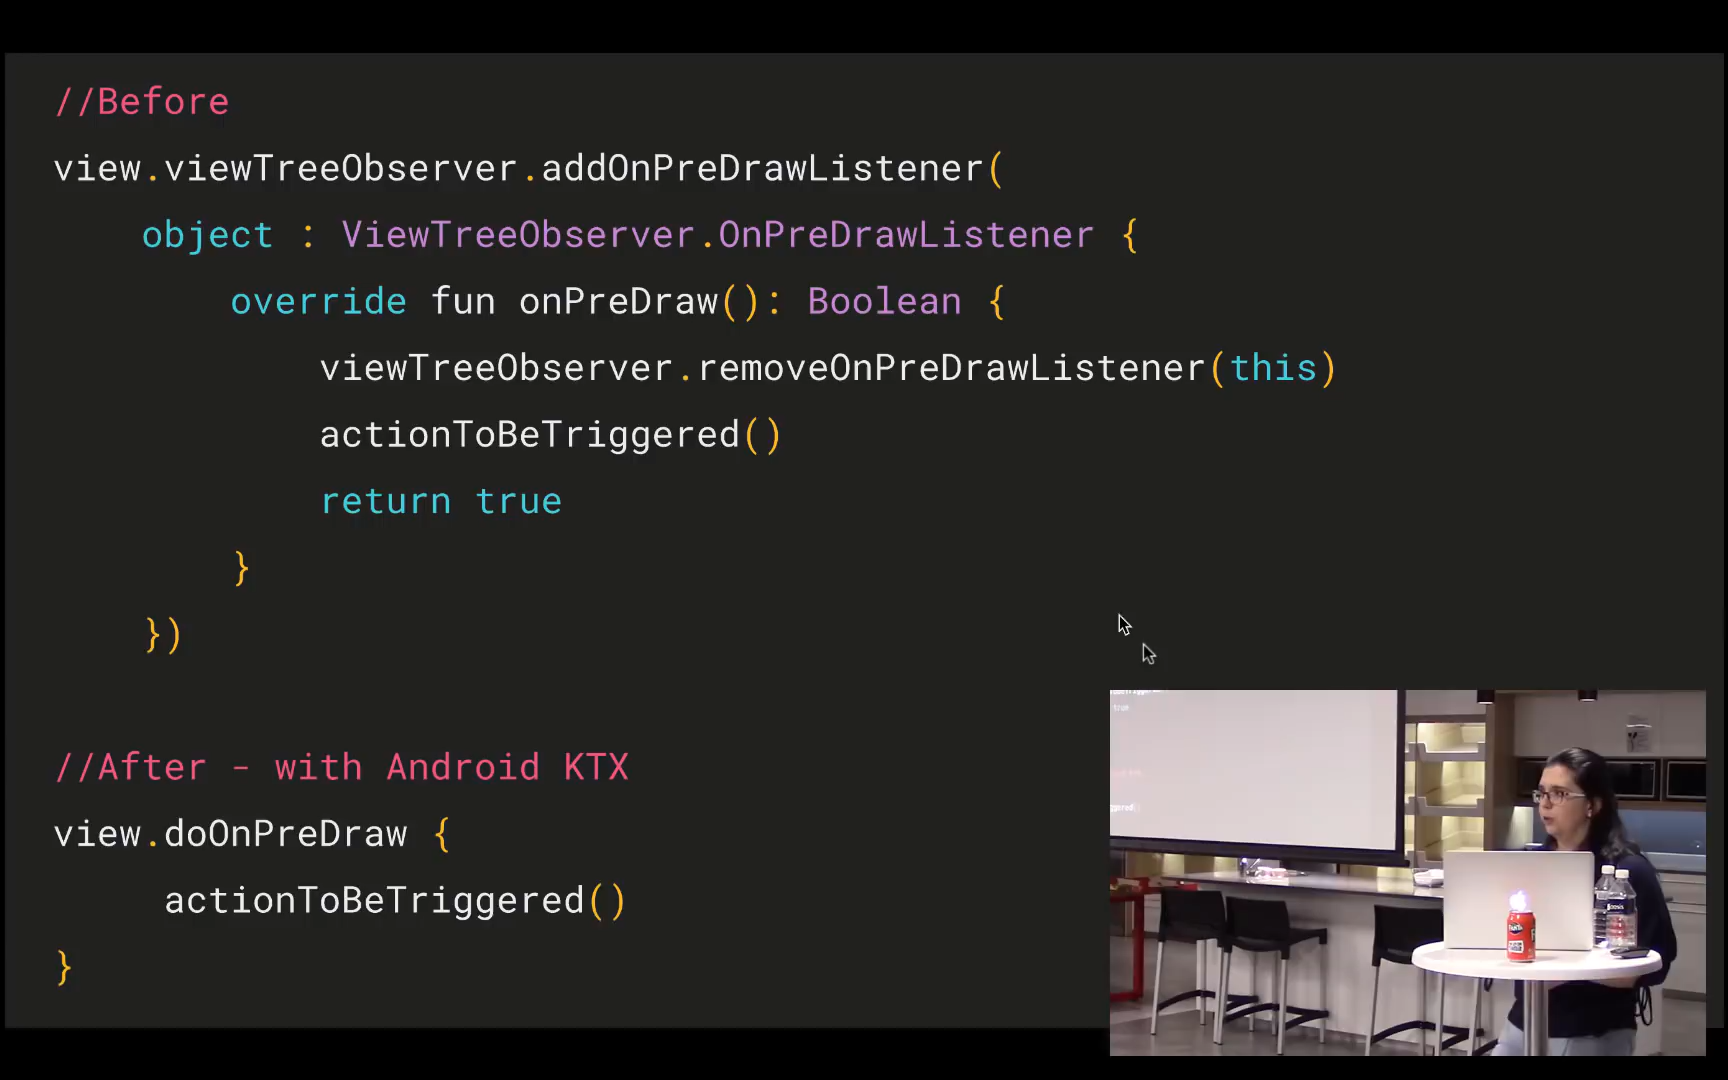 //Before
view.viewTreeObserver.addOnPreDrawListener(
object : ViewTreeObserver.OnPreDrawListener {
override fun onPreDraw(): Boolean {
viewTreeObserver.removeOnPreDrawListener(this)
actionToBeTriggered()
return true
}
})
//After - with Android KTX
view.doOnPreDraw {
actionToBeTriggered()
}
true